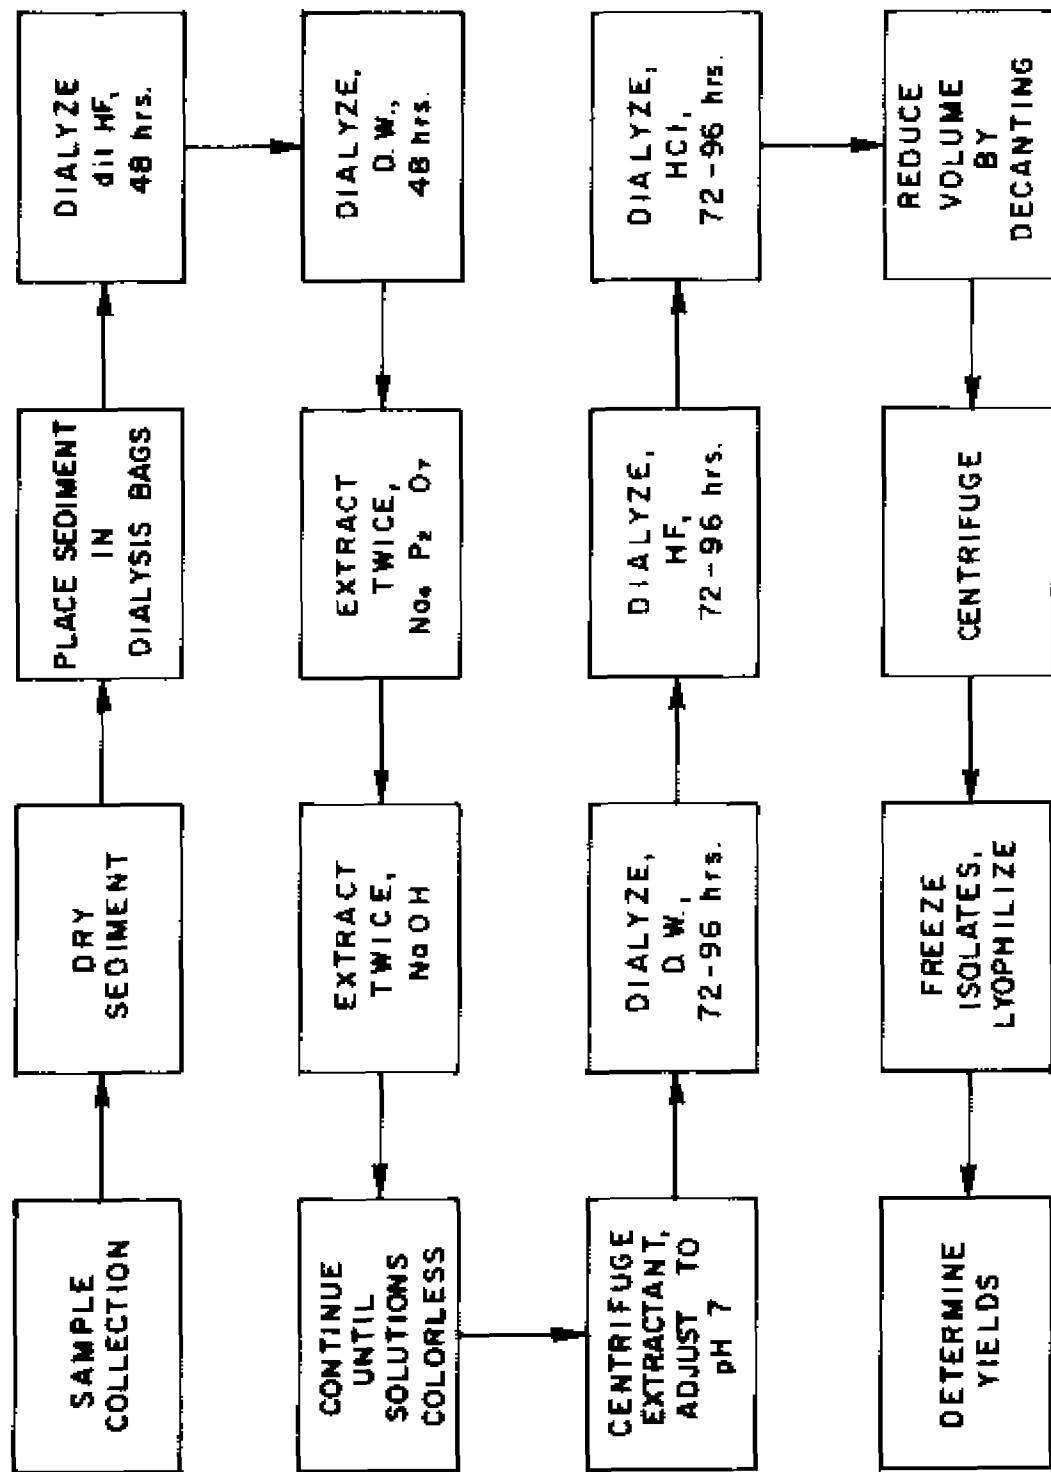 SAMPLE
COLLECTION
DRY
SEDIMENT
PLACE SEDIMENT
IN
DIALYSIS BAGS
DIALYZE
dil HF,
48 hrs.
DIALYZE,
D.W.,
48 hrs.
EXTRACT
TWICE,
Na₄ P₂ O₇
EXTRACT
TWICE,
NaOH
CONTINUE
UNTIL
SOLUTIONS
COLORLESS
CENTRIFUGE
EXTRACTANT,
ADJUST TO
pH 7
DIALYZE,
D.W.,
72-96 hrs.
DIALYZE,
HF,
72-96 hrs.
DIALYZE,
HCl,
72-96 hrs.
REDUCE
VOLUME
BY
DECANTING
CENTRIFUGE
FREEZE
ISOLATES,
LYOPHILIZE
DETERMINE
YIELDS